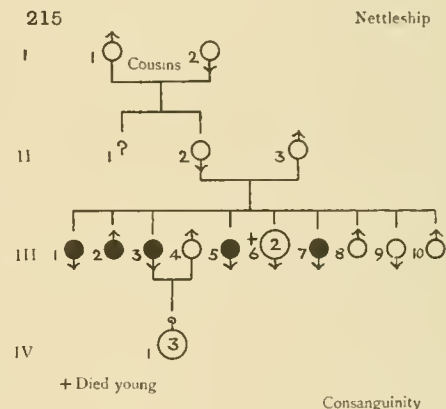 215 Nettleship
I 1 Cousins 2
II 1 ? 2 3
III 1 2 3 4 5 + 6 2 7 8 9 10
IV 1 3
+ Died young
Consanguinity